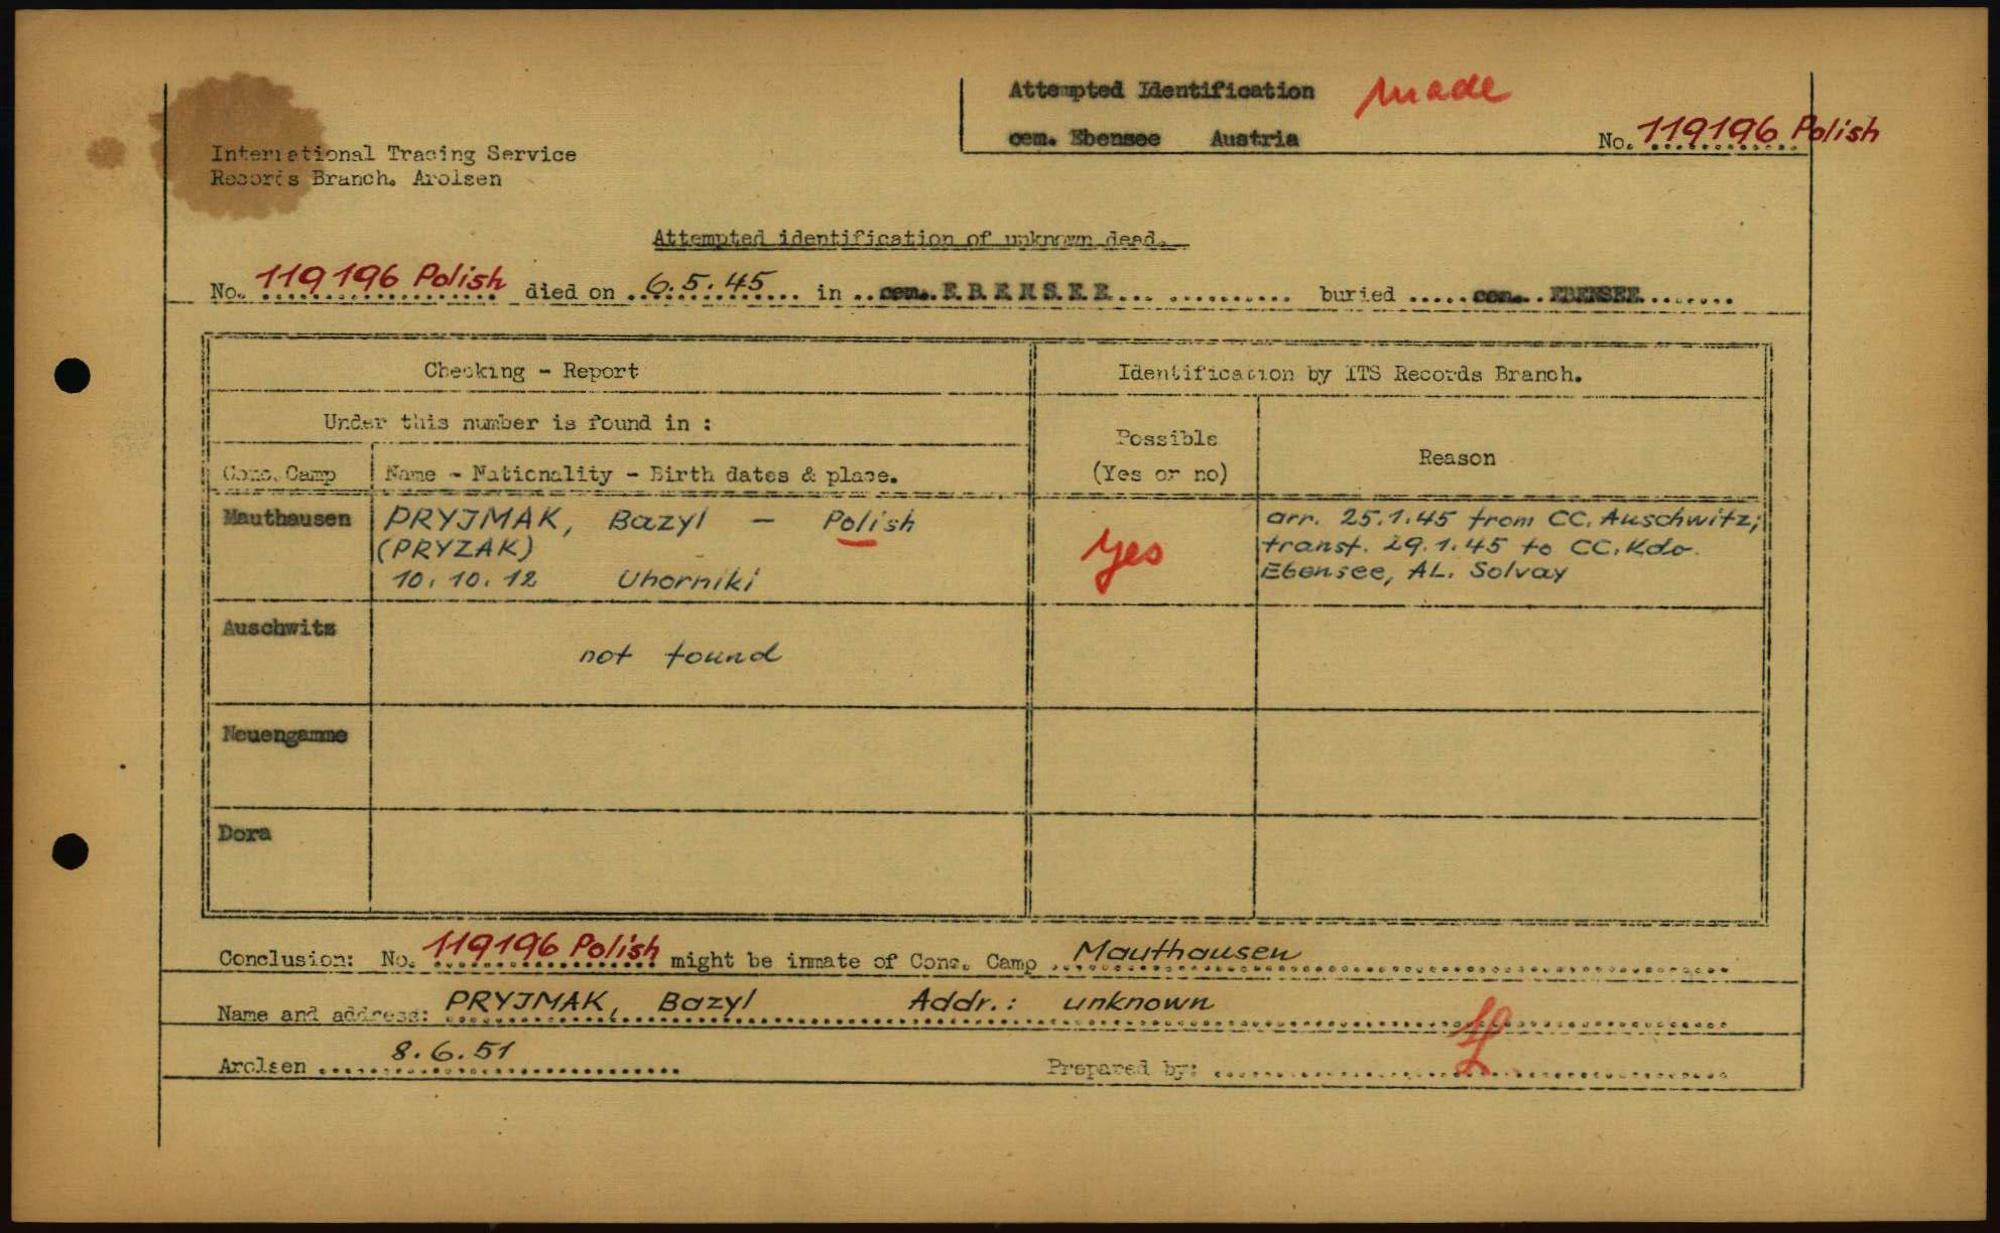 Attempted Identification made
cem. Ebensee Austria
No. 119196 Polish
International Tracing Service
Records Branch. Arolsen
Attempted identification of unknown dead.
No. 119196 Polish died on 6.5.45 in cem. EBENSEE buried cem. EBENSEE
Checking - Report
Identification by ITS Records Branch.
Under this number is found in :
Possible
(Yes or no)
Reason
Conc. Camp
Name - Nationality - Birth dates & place.
Mauthausen
PRYJMAK, Bazyl - Polish
(PRYZAK)
10.10.12 Uhorniki
yes
arr. 25.1.45 from CC. Auschwitz;
transf. 29.1.45 to CC. Kdo.
Ebensee, AL. Solvay
Auschwitz
not found
Neuengamme
Dora
Conclusion: No. 119196 Polish might be inmate of Conc. Camp Mauthausen
Name and address: PRYJMAK, Bazyl Addr.: unknown
Arolsen 8.6.51
Prepared by: